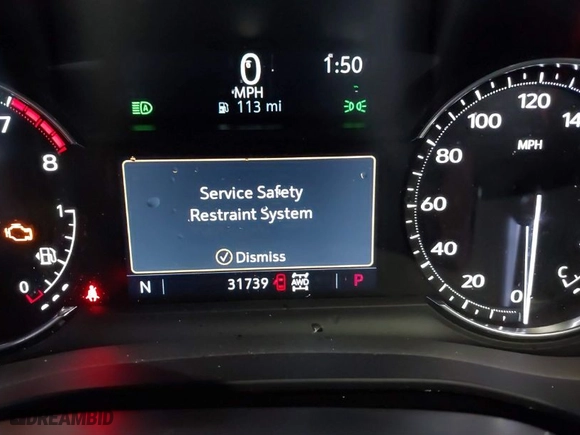 0
MPH
1:50
A
113 mi
7
8
1
0
Service Safety
Restraint System
Dismiss
N
31739
AWD
P
0
20
40
60
80
100
120
MPH
C
DREAMBID